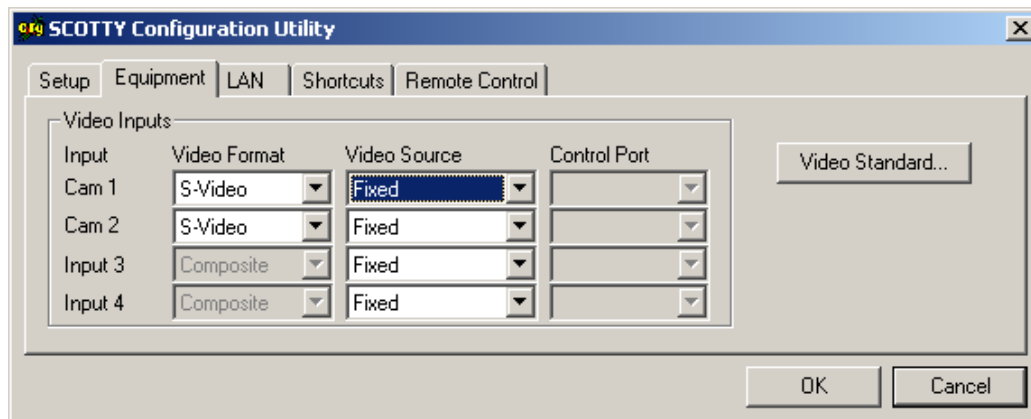 SCOTTY Configuration Utility
Setup Equipment LAN Shortcuts Remote Control
Video Inputs
Input Video Format Video Source Control Port
Video Standard...
Cam 1 S-Video Fixed
Cam 2 S-Video Fixed
Input 3 Composite Fixed
Input 4 Composite Fixed
OK Cancel